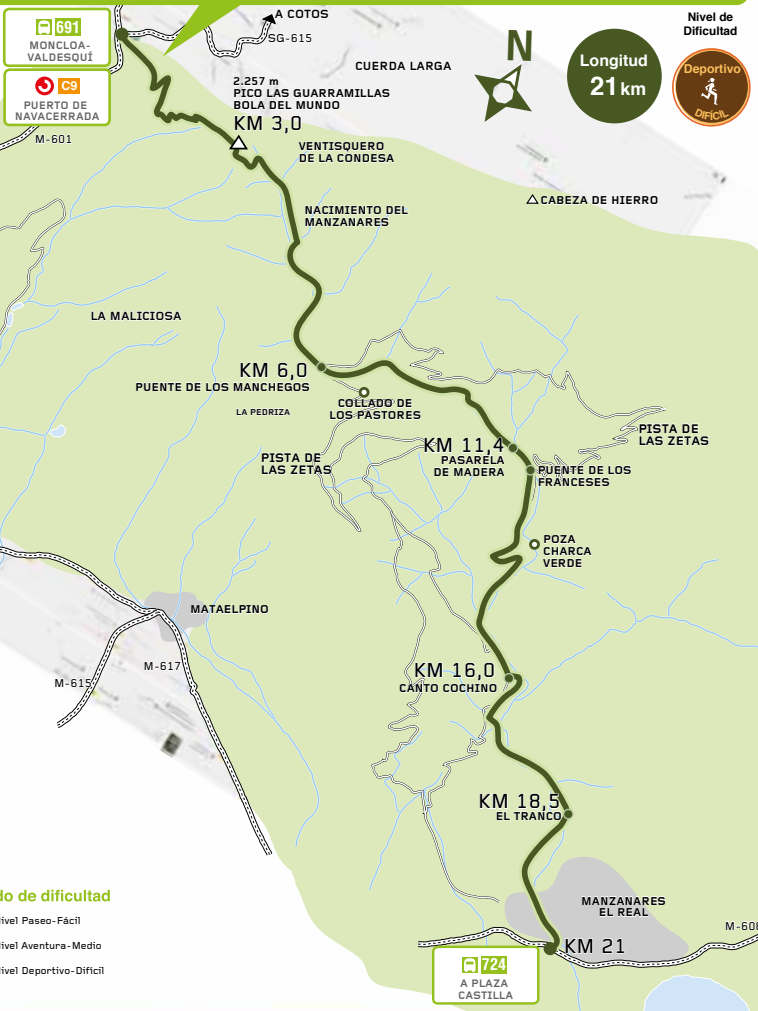 A COTOS
691
MONCLOA-
VALDESQUÍ
SG-615
Nivel de
Dificultad
N
Longitud
21 km
Deportivo
DIFÍCIL
CUERDA LARGA
C9
PUERTO DE
NAVACERRADA
2.257 m
PICO LAS GUARRAMILLAS
BOLA DEL MUNDO
KM 3,0
M-601
VENTISQUERO
DE LA CONDESA
CABEZA DE HIERRO
NACIMIENTO DEL
MANZANARES
LA MALICIOSA
KM 6,0
PUENTE DE LOS MANCHEGOS
LA PEDRIZA
COLLADO DE
LOS PASTORES
PISTA DE
LAS ZETAS
KM 11,4
PASARELA
DE MADERA
PISTA DE
LAS ZETAS
PUENTE DE LOS
FRANCESES
POZA
CHARCA
VERDE
MATAELPINO
M-617
M-615
KM 16,0
CANTO COCHINO
KM 18,5
EL TRANCO
do de dificultad
Nivel Paseo-Fácil
Nivel Aventura-Medio
Nivel Deportivo-Difícil
MANZANARES
EL REAL
M-608
KM 21
724
A PLAZA
CASTILLA